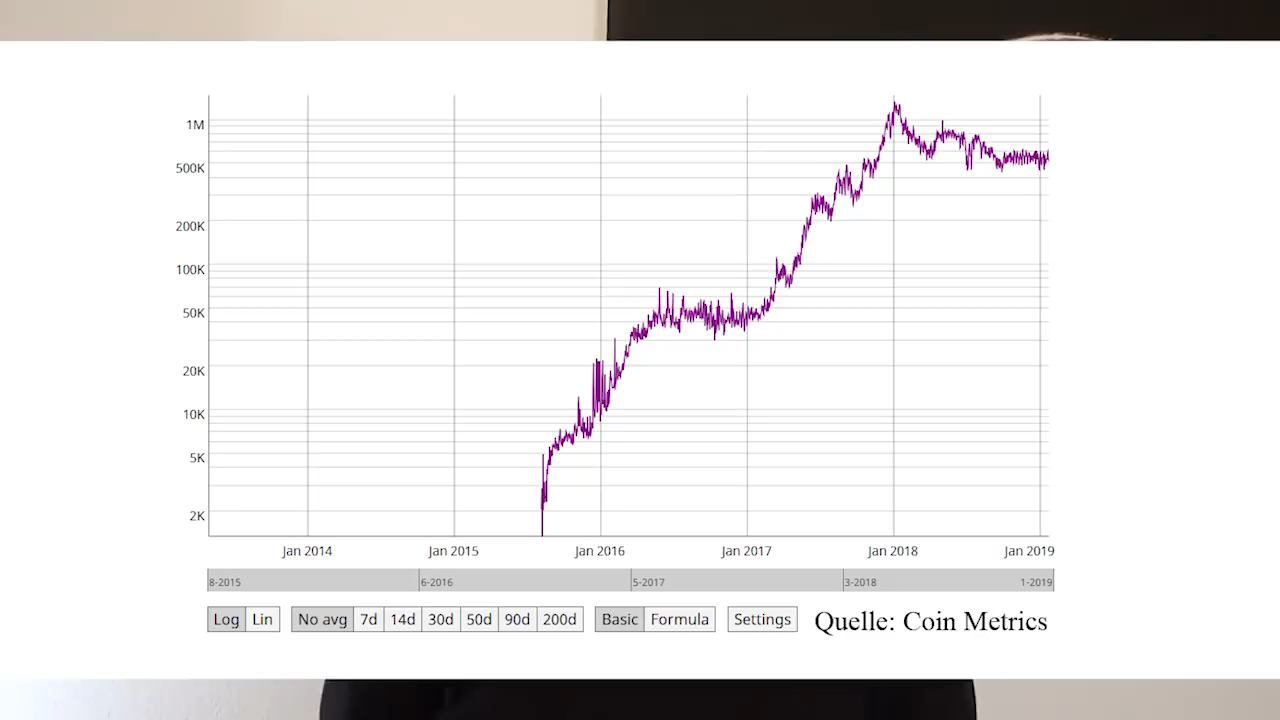 1M
500K
200K
100K
50K
20K
10K
5K
2K
Jan 2014 Jan 2015 Jan 2016 Jan 2017 Jan 2018 Jan 2019
8-2015 6-2016 5-2017 3-2018 1-2019
Log Lin No avg 7d 14d 30d 50d 90d 200d Basic Formula Settings Quelle: Coin Metrics